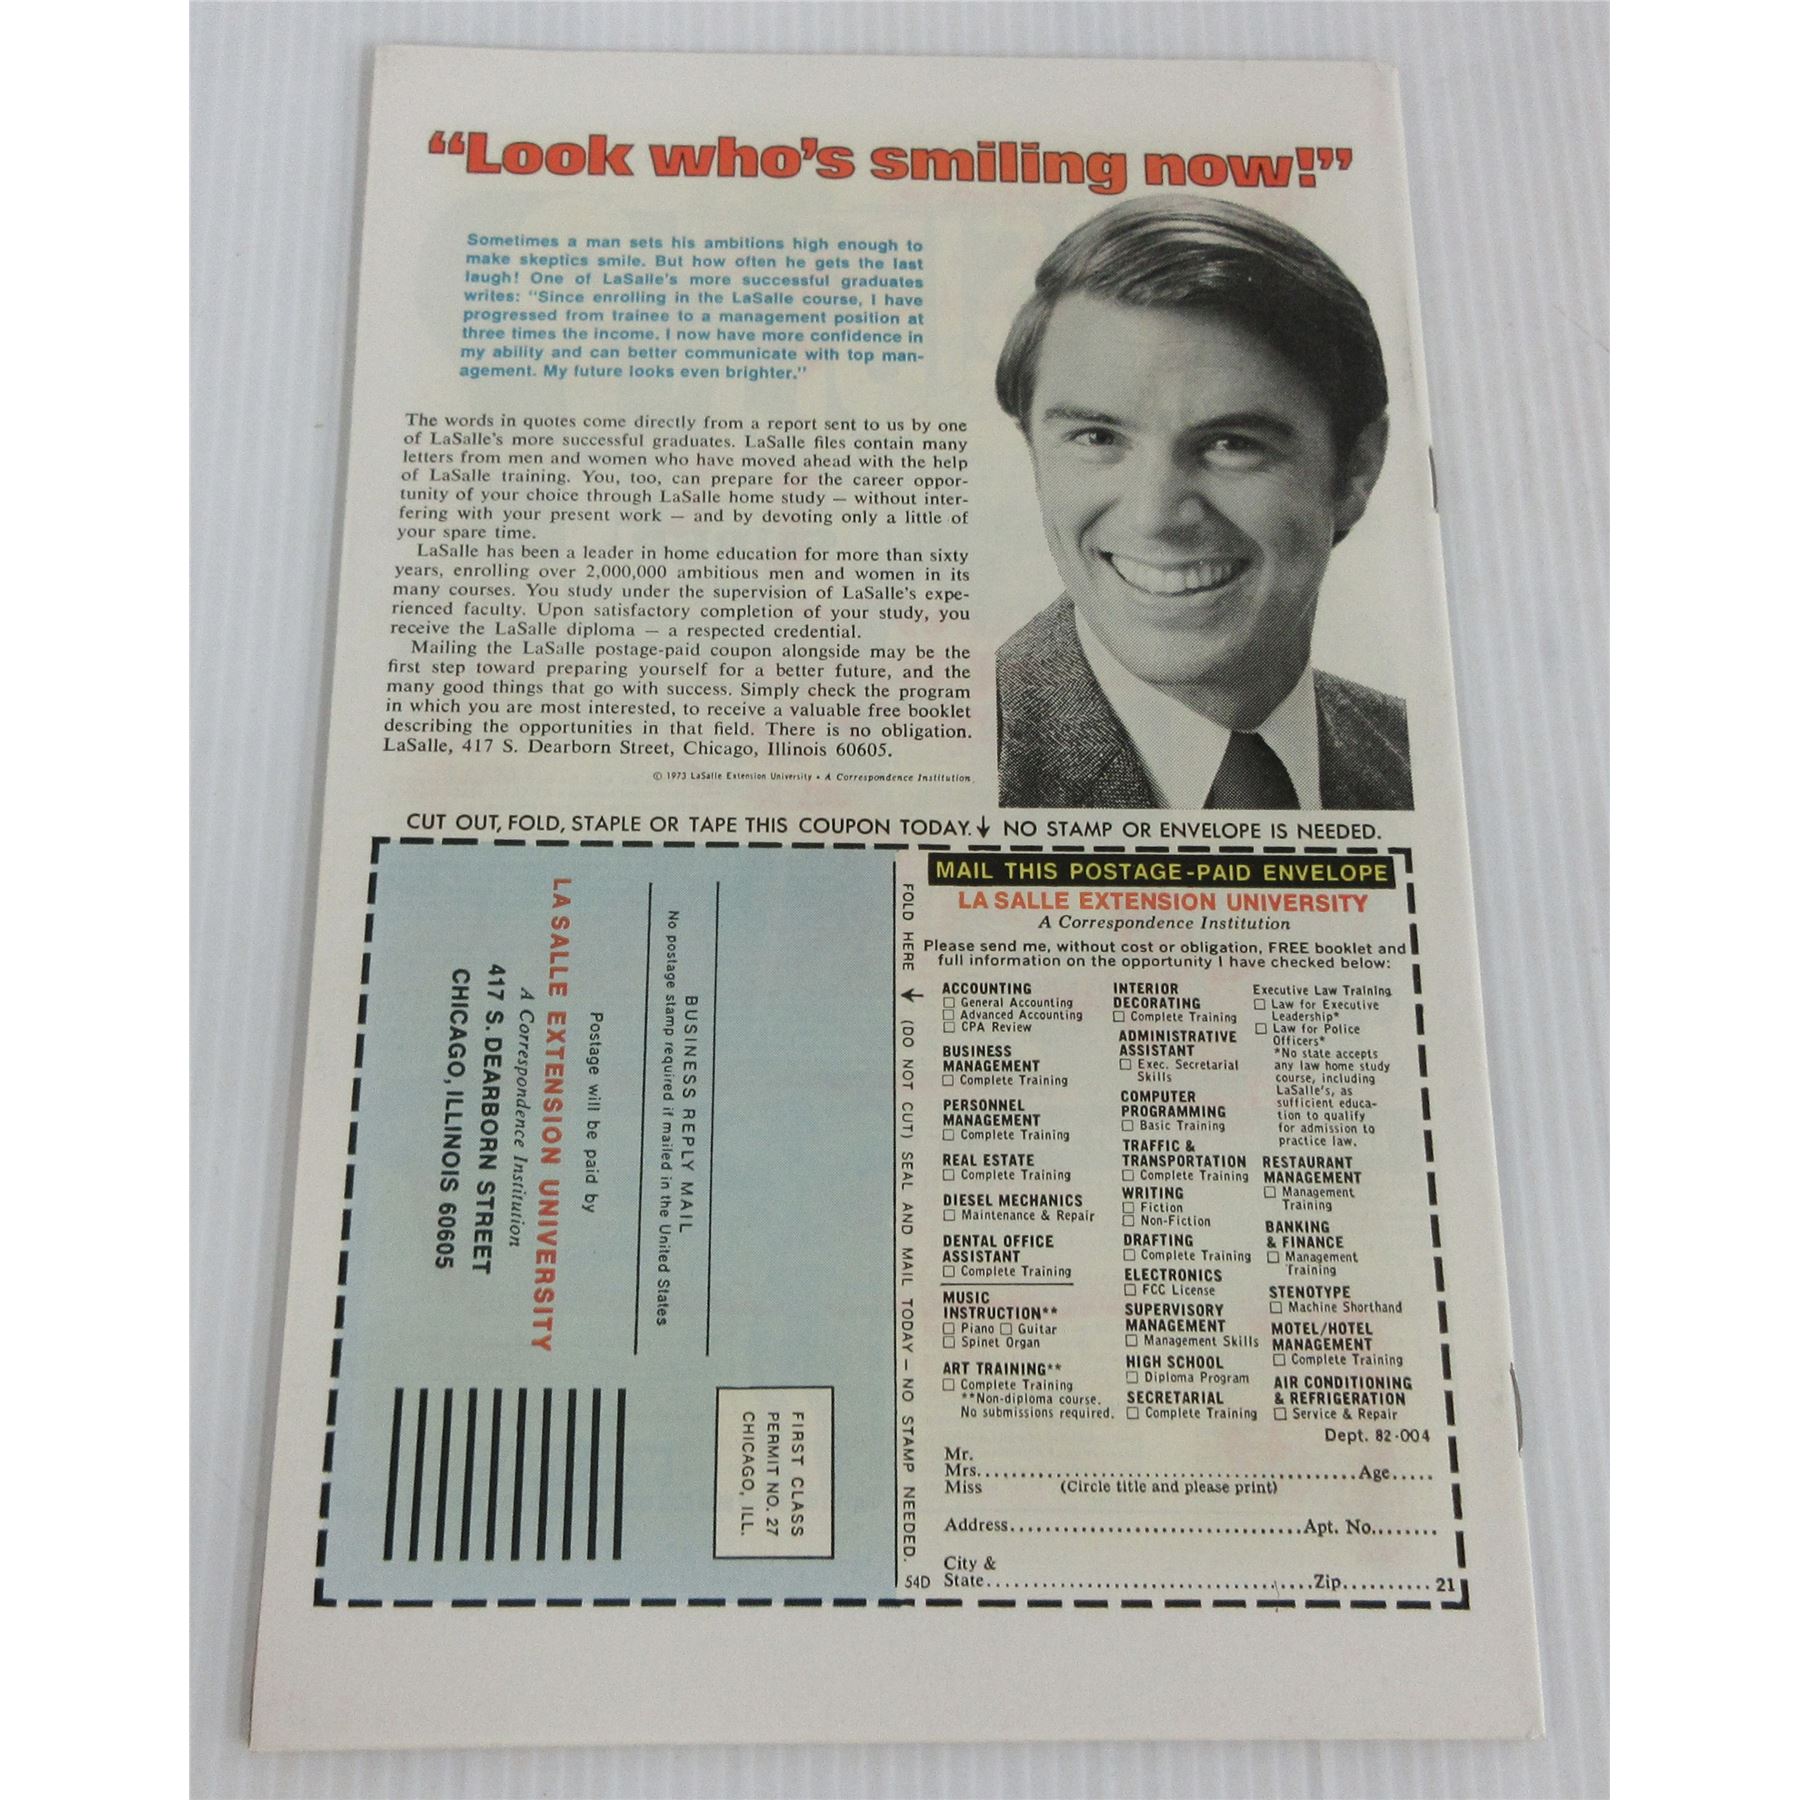 “Look who’s smiling now!”
Sometimes a man sets his ambitions high enough to
make skeptics smile. But how often he gets the last
laugh! One of LaSalle's more successful graduates
writes: "Since enrolling in the LaSalle course, I have
progressed from trainee to a management position at
three times the income. I now have more confidence in
my ability and can better communicate with top man-
agement. My future looks even brighter."
The words in quotes come directly from a report sent to us by one
of LaSalle's more successful graduates. LaSalle files contain many
letters from men and women who have moved ahead with the help
of LaSalle training. You, too, can prepare for the career oppor-
tunity of your choice through LaSalle home study — without inter-
fering with your present work — and by devoting only a little of
your spare time.
LaSalle has been a leader in home education for more than sixty
years, enrolling over 2,000,000 ambitious men and women in its
many courses. You study under the supervision of LaSalle's expe-
rienced faculty. Upon satisfactory completion of your study, you
receive the LaSalle diploma — a respected credential.
Mailing the LaSalle postage-paid coupon alongside may be the
first step toward preparing yourself for a better future, and the
many good things that go with success. Simply check the program
in which you are most interested, to receive a valuable free booklet
describing the opportunities in that field. There is no obligation.
LaSalle, 417 S. Dearborn Street, Chicago, Illinois 60605.
© 1973 LaSalle Extension University • A Correspondence Institution
CUT OUT, FOLD, STAPLE OR TAPE THIS COUPON TODAY. ↓ NO STAMP OR ENVELOPE IS NEEDED.
FIRST CLASS
PERMIT NO. 27
CHICAGO, ILL.
BUSINESS REPLY MAIL
No postage stamp required if mailed in the United States
Postage will be paid by
LA SALLE EXTENSION UNIVERSITY
A Correspondence Institution
417 S. DEARBORN STREET
CHICAGO, ILLINOIS 60605
FOLD HERE ↓ (DO NOT CUT) SEAL AND MAIL TODAY — NO STAMP NEEDED.
MAIL THIS POSTAGE-PAID ENVELOPE
LA SALLE EXTENSION UNIVERSITY
A Correspondence Institution
Please send me, without cost or obligation, FREE booklet and
full information on the opportunity I have checked below:
ACCOUNTING
□ General Accounting
□ Advanced Accounting
□ CPA Review
BUSINESS
MANAGEMENT
□ Complete Training
PERSONNEL
MANAGEMENT
□ Complete Training
REAL ESTATE
□ Complete Training
DIESEL MECHANICS
□ Maintenance & Repair
DENTAL OFFICE
ASSISTANT
□ Complete Training
MUSIC
INSTRUCTION**
□ Piano □ Guitar
□ Spinet Organ
ART TRAINING**
□ Complete Training
**Non-diploma course.
No submissions required.
INTERIOR
DECORATING
□ Complete Training
ADMINISTRATIVE
ASSISTANT
□ Exec. Secretarial
Skills
COMPUTER
PROGRAMMING
□ Basic Training
TRAFFIC &
TRANSPORTATION
□ Complete Training
WRITING
□ Fiction
□ Non-Fiction
DRAFTING
□ Complete Training
ELECTRONICS
□ FCC License
SUPERVISORY
MANAGEMENT
□ Management Skills
HIGH SCHOOL
□ Diploma Program
SECRETARIAL
□ Complete Training
Executive Law Training
□ Law for Executive
Leadership*
□ Law for Police
Officers*
*No state accepts
any law home study
course, including
LaSalle's, as
sufficient educa-
tion to qualify
for admission to
practice law.
RESTAURANT
MANAGEMENT
□ Management
Training
BANKING
& FINANCE
□ Management
Training
STENOTYPE
□ Machine Shorthand
MOTEL/HOTEL
MANAGEMENT
□ Complete Training
AIR CONDITIONING
& REFRIGERATION
□ Service & Repair
Dept. 82-004
Mr.
Mrs.......................................................Age.....
Miss (Circle title and please print)
Address................................Apt. No........
City &
State....................................Zip.......... 21
54D